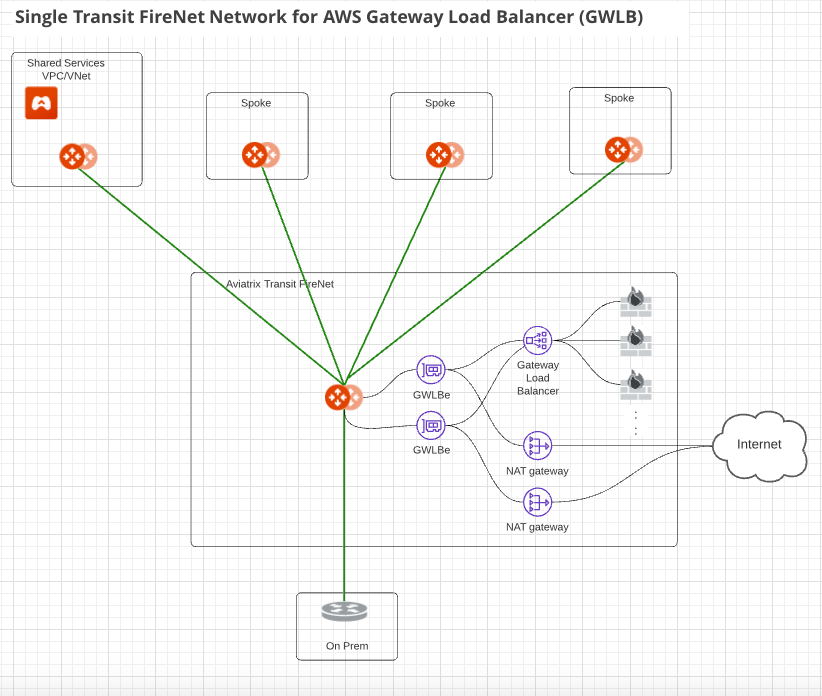 Single Transit FireNet Network for AWS Gateway Load Balancer (GWLB)
Shared Services
VPC/VNet
Spoke
Spoke
Spoke
Aviatrix Transit FireNet
GWLBe
Gateway
Load
Balancer
GWLBe
Internet
NAT gateway
NAT gateway
On Prem